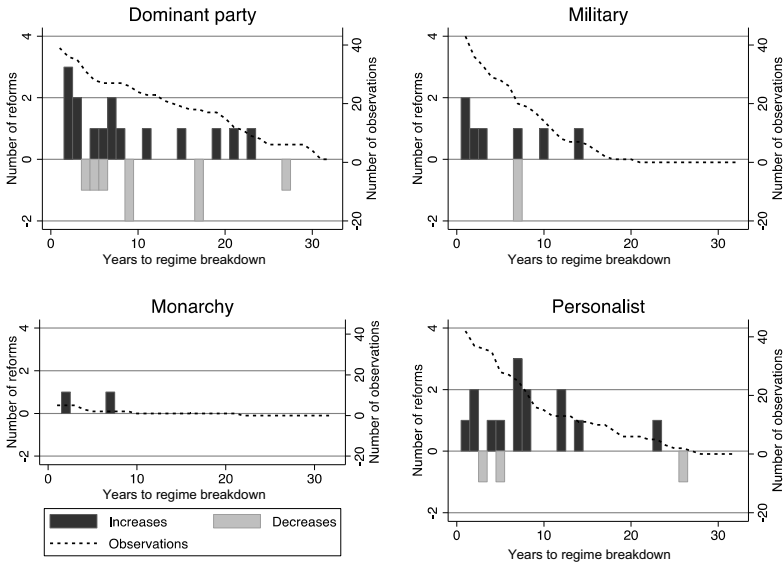 Dominant party
Number of reforms
4
2
0
-2
40
20
0
-20
Number of observations
0 10 20 30
Years to regime breakdown
Military
Number of reforms
4
2
0
-2
40
20
0
-20
Number of observations
0 10 20 30
Years to regime breakdown
Monarchy
Number of reforms
4
2
0
-2
40
20
0
-20
Number of observations
0 10 20 30
Years to regime breakdown
Personalist
Number of reforms
4
2
0
-2
40
20
0
-20
Number of observations
0 10 20 30
Years to regime breakdown
Increases Decreases
Observations